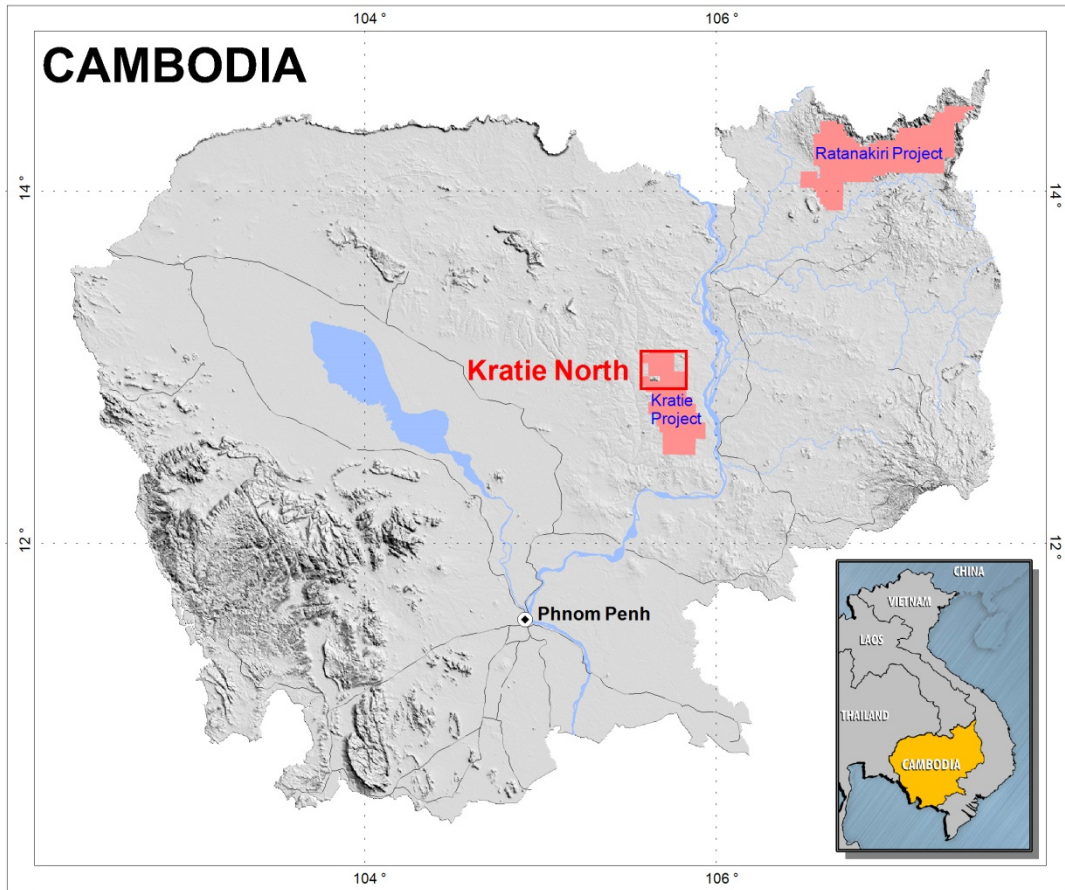 104 °
106 °
CAMBODIA
Ratanakiri Project
14 °
14 °
Kratie North
Kratie
Project
12 °
12 °
Phnom Penh
CHINA
VIETNAM
LAOS
THAILAND
CAMBODIA
104 °
106 °